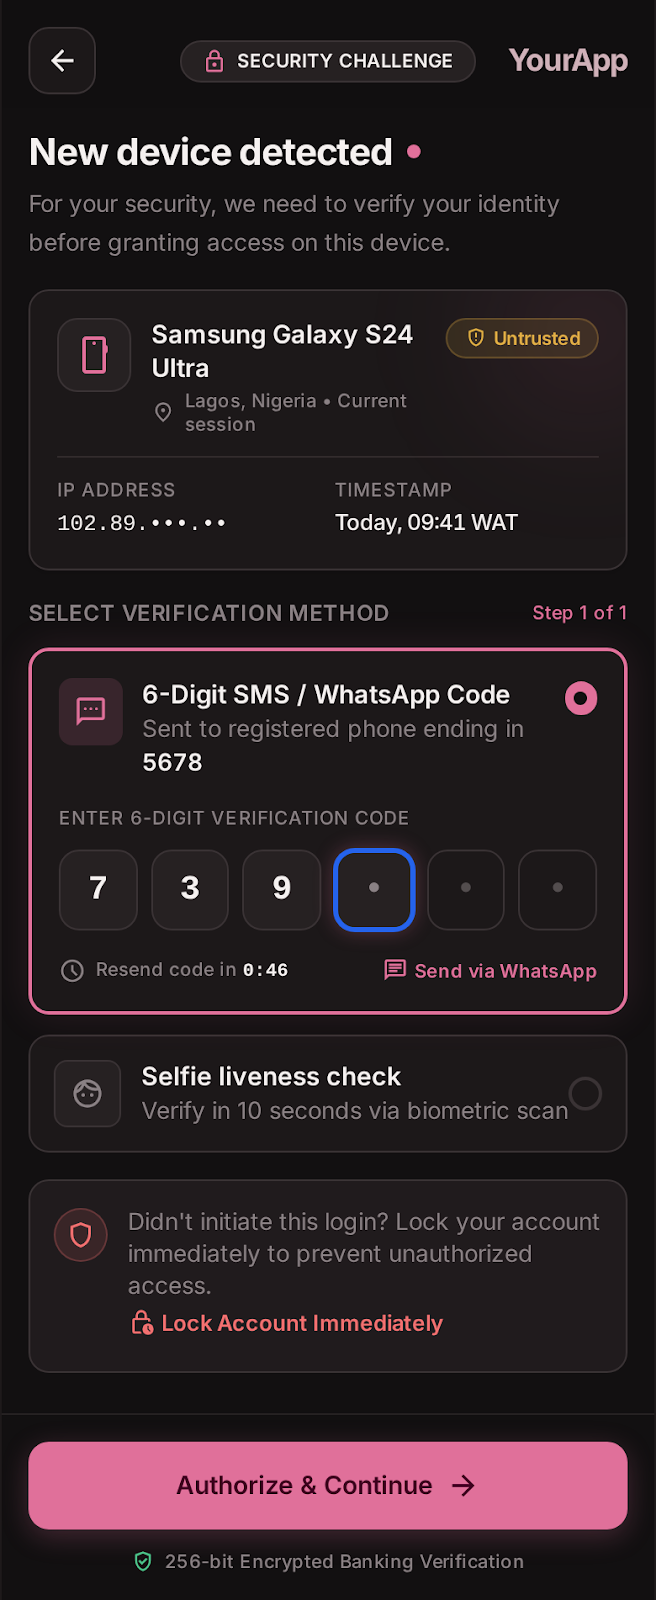 SECURITY CHALLENGE
YourApp
New device detected
For your security, we need to verify your identity
before granting access on this device.
Samsung Galaxy S24
Ultra
Untrusted
Lagos, Nigeria • Current
session
IP ADDRESS
TIMESTAMP
102.89.•••.••
Today, 09:41 WAT
SELECT VERIFICATION METHOD
Step 1 of 1
6-Digit SMS / WhatsApp Code
Sent to registered phone ending in
5678
ENTER 6-DIGIT VERIFICATION CODE
7 3 9 • • •
Resend code in 0:46
Send via WhatsApp
Selfie liveness check
Verify in 10 seconds via biometric scan
Didn't initiate this login? Lock your account
immediately to prevent unauthorized
access.
Lock Account Immediately
Authorize & Continue →
256-bit Encrypted Banking Verification